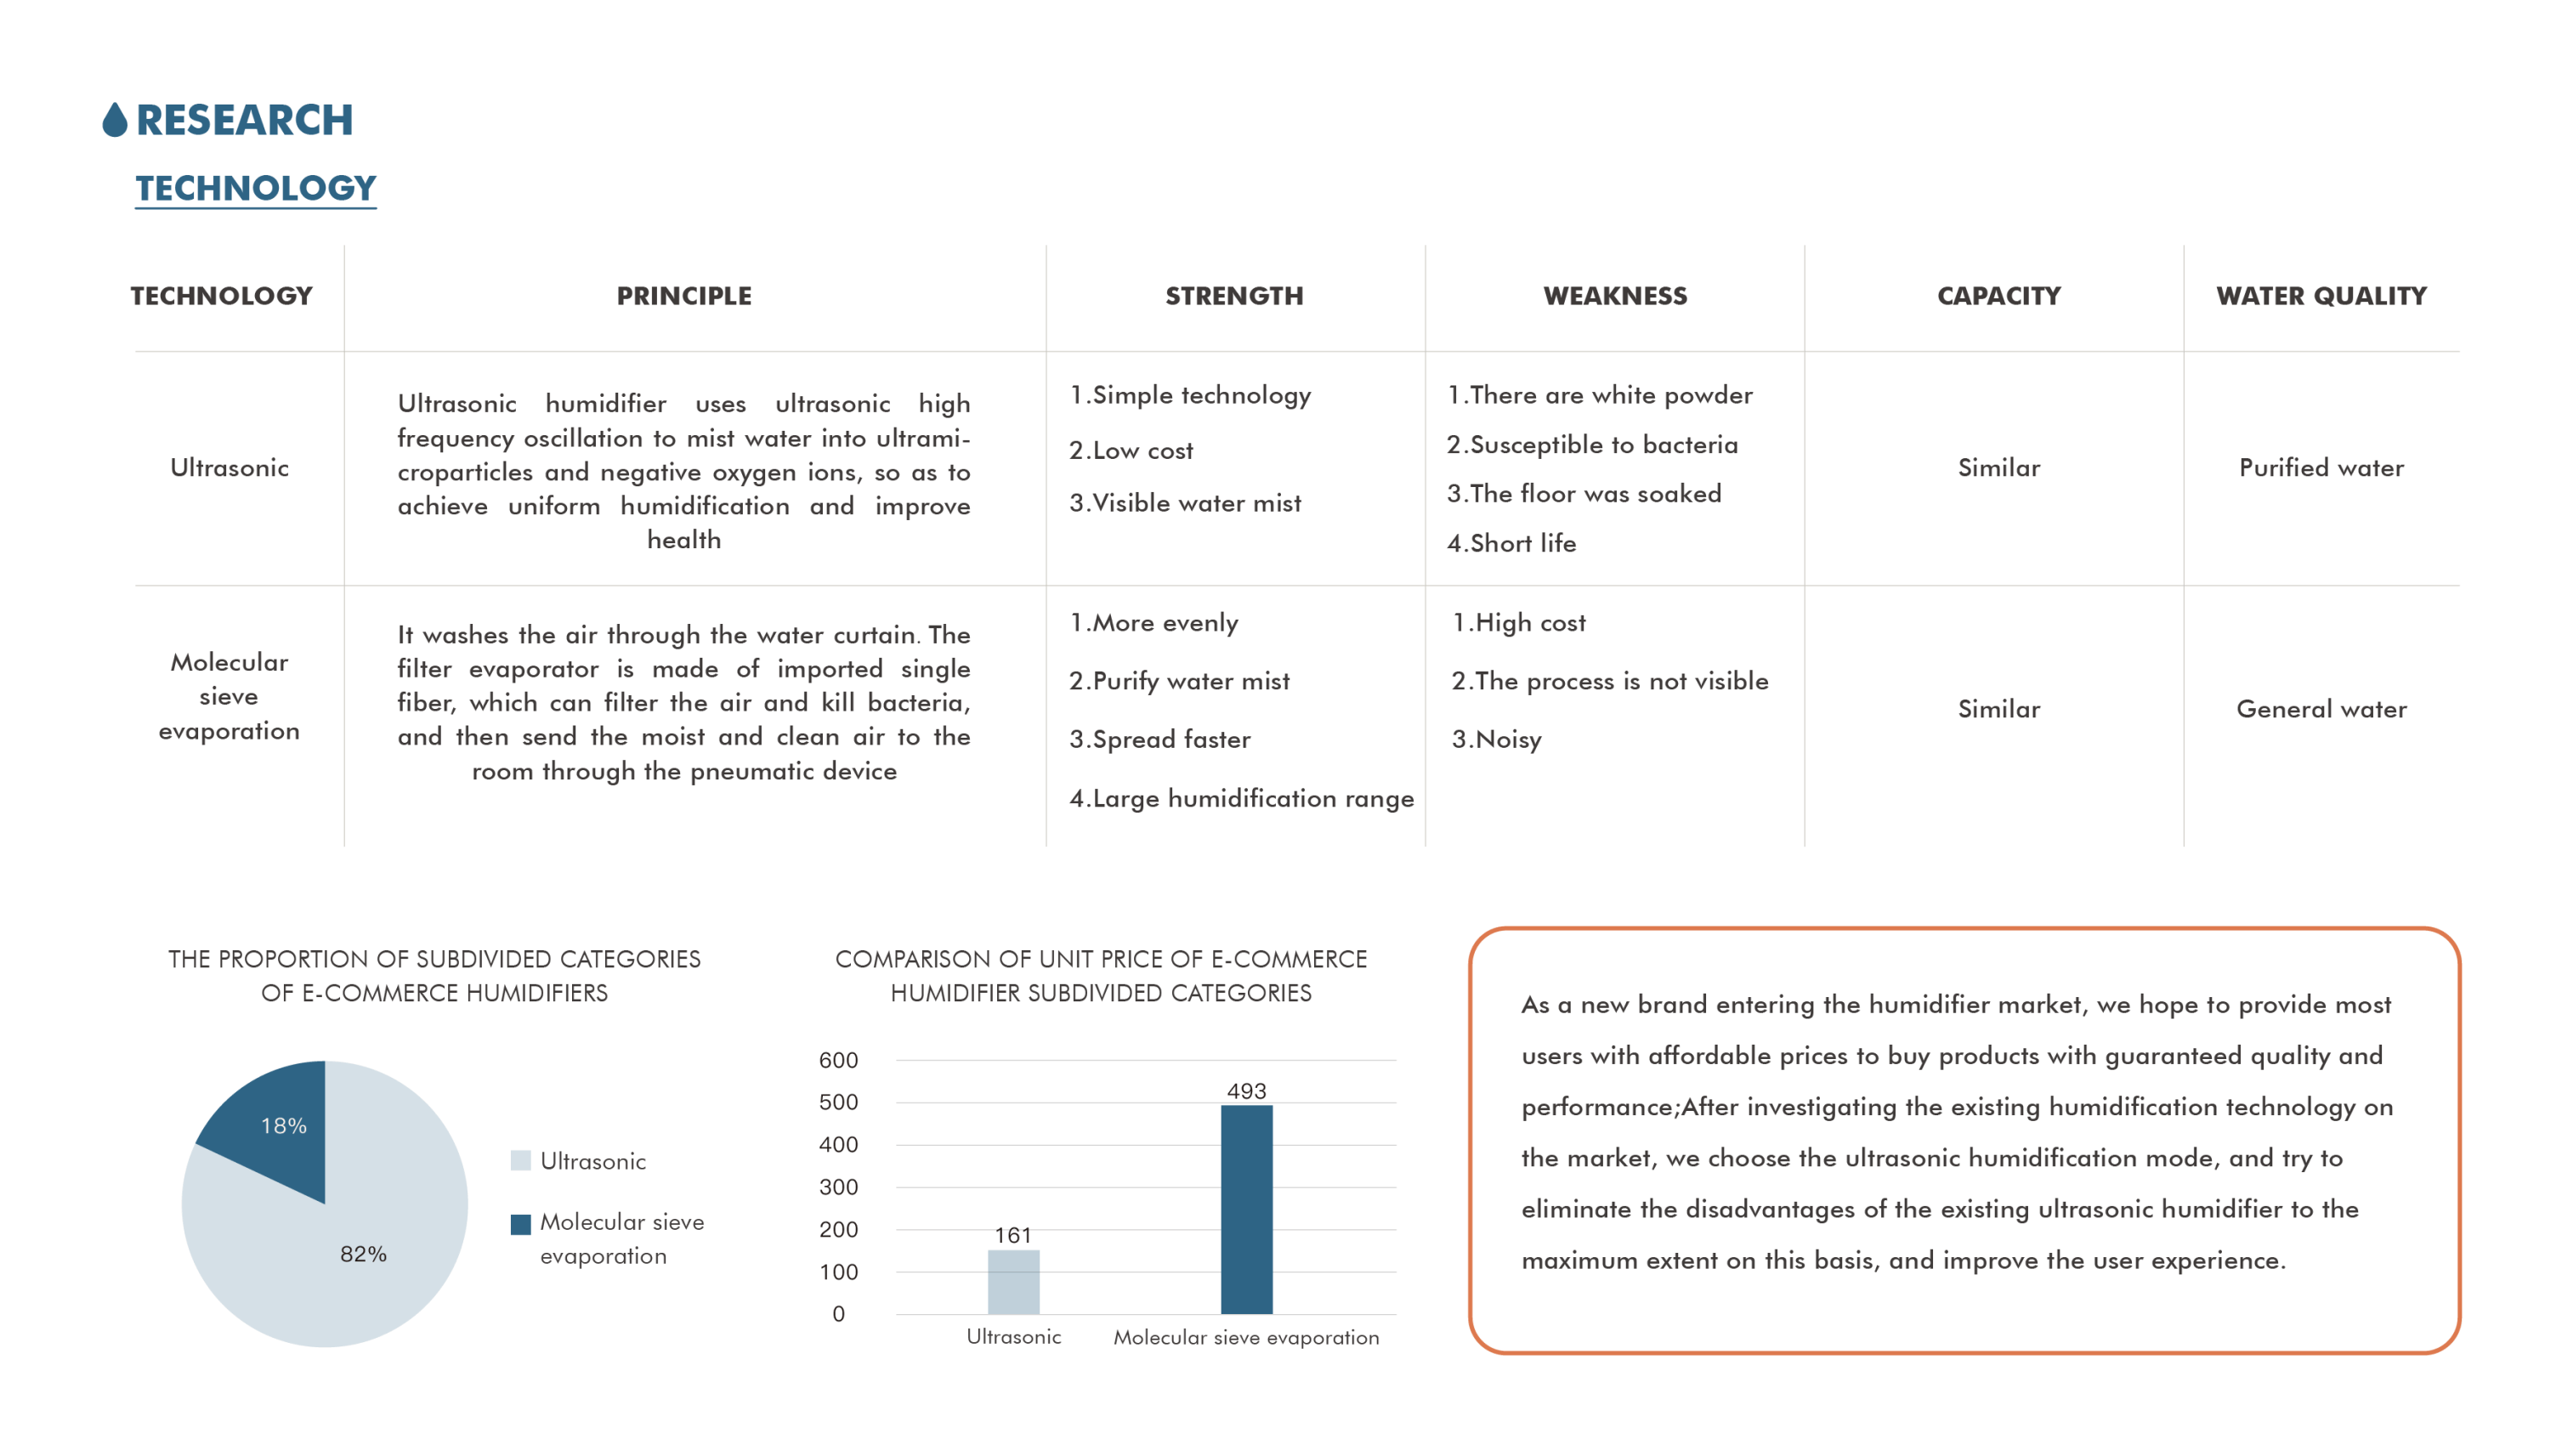 RESEARCH
TECHNOLOGY
TECHNOLOGY
PRINCIPLE
STRENGTH
WEAKNESS
CAPACITY
WATER QUALITY
Ultrasonic
Ultrasonic humidifier uses ultrasonic high
frequency oscillation to mist water into ultrami-
croparticles and negative oxygen ions, so as to
achieve uniform humidification and improve
health
1.Simple technology
2.Low cost
3.Visible water mist
1.There are white powder
2.Susceptible to bacteria
3.The floor was soaked
4.Short life
Similar
Purified water
Molecular
sieve
evaporation
It washes the air through the water curtain. The
filter evaporator is made of imported single
fiber, which can filter the air and kill bacteria,
and then send the moist and clean air to the
room through the pneumatic device
1.More evenly
2.Purify water mist
3.Spread faster
4.Large humidification range
1.High cost
2.The process is not visible
3.Noisy
Similar
General water
THE PROPORTION OF SUBDIVIDED CATEGORIES
OF E-COMMERCE HUMIDIFIERS
18%
82%
Ultrasonic
Molecular sieve
evaporation
COMPARISON OF UNIT PRICE OF E-COMMERCE
HUMIDIFIER SUBDIVIDED CATEGORIES
600
500
400
300
200
100
0
161
493
Ultrasonic
Molecular sieve evaporation
As a new brand entering the humidifier market, we hope to provide most
users with affordable prices to buy products with guaranteed quality and
performance;After investigating the existing humidification technology on
the market, we choose the ultrasonic humidification mode, and try to
eliminate the disadvantages of the existing ultrasonic humidifier to the
maximum extent on this basis, and improve the user experience.